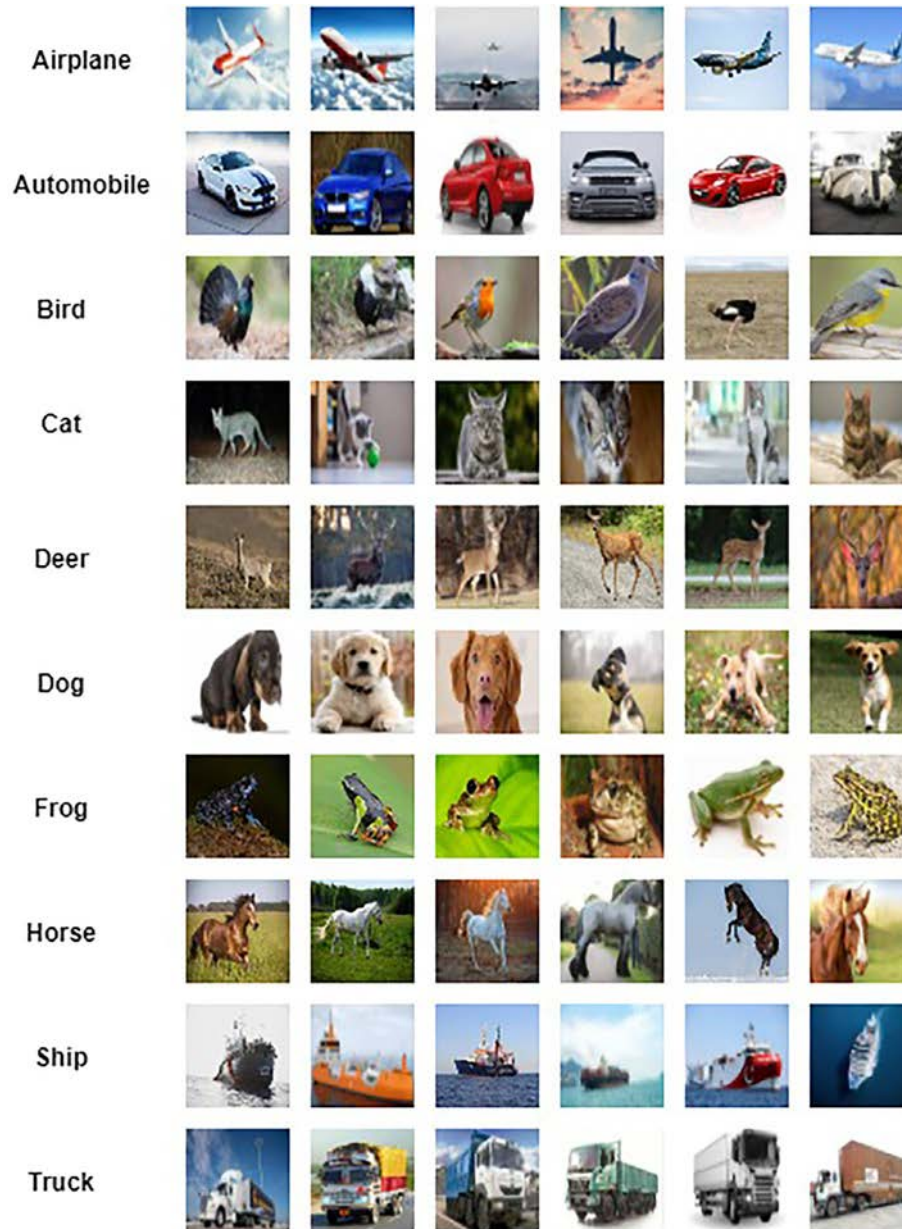 Airplane
Automobile
Bird
Cat
Deer
Dog
Frog
Horse
Ship
Truck